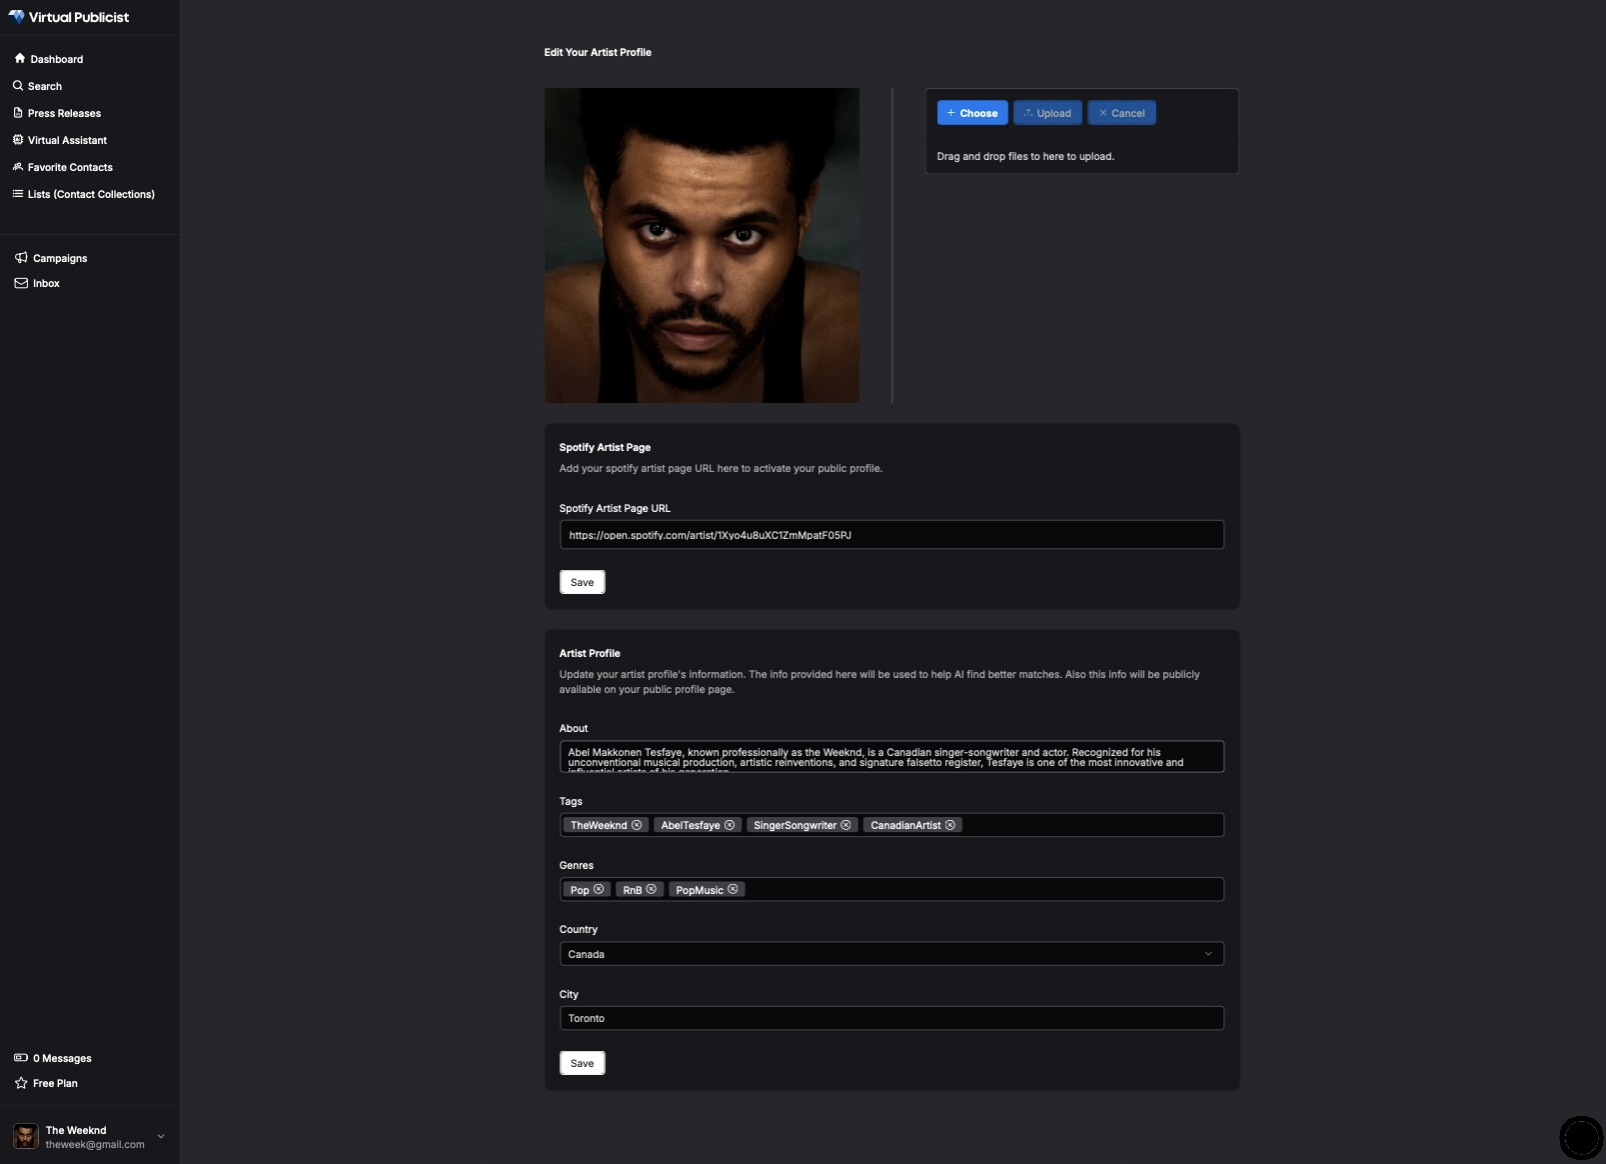 Virtual Publicist
Dashboard
Search
Press Releases
Virtual Assistant
Favorite Contacts
Lists (Contact Collections)
Campaigns
Inbox
0 Messages
Free Plan
The Weeknd
theweek@gmail.com
Edit Your Artist Profile
Choose
Upload
Cancel
Drag and drop files to here to upload.
Spotify Artist Page
Add your spotify artist page URL here to activate your public profile.
Spotify Artist Page URL
https://open.spotify.com/artist/1Xyo4u8uXC1ZmMpatF05PJ
Save
Artist Profile
Update your artist profile's information. The info provided here will be used to help AI find better matches. Also this info will be publicly
available on your public profile page.
About
Abel Makkonen Tesfaye, known professionally as the Weeknd, is a Canadian singer-songwriter and actor. Recognized for his
unconventional musical production, artistic reinventions, and signature falsetto register, Tesfaye is one of the most innovative and
influential artists of his generation
Tags
TheWeeknd AbelTesfaye SingerSongwriter CanadianArtist
Genres
Pop RnB PopMusic
Country
Canada
City
Toronto
Save